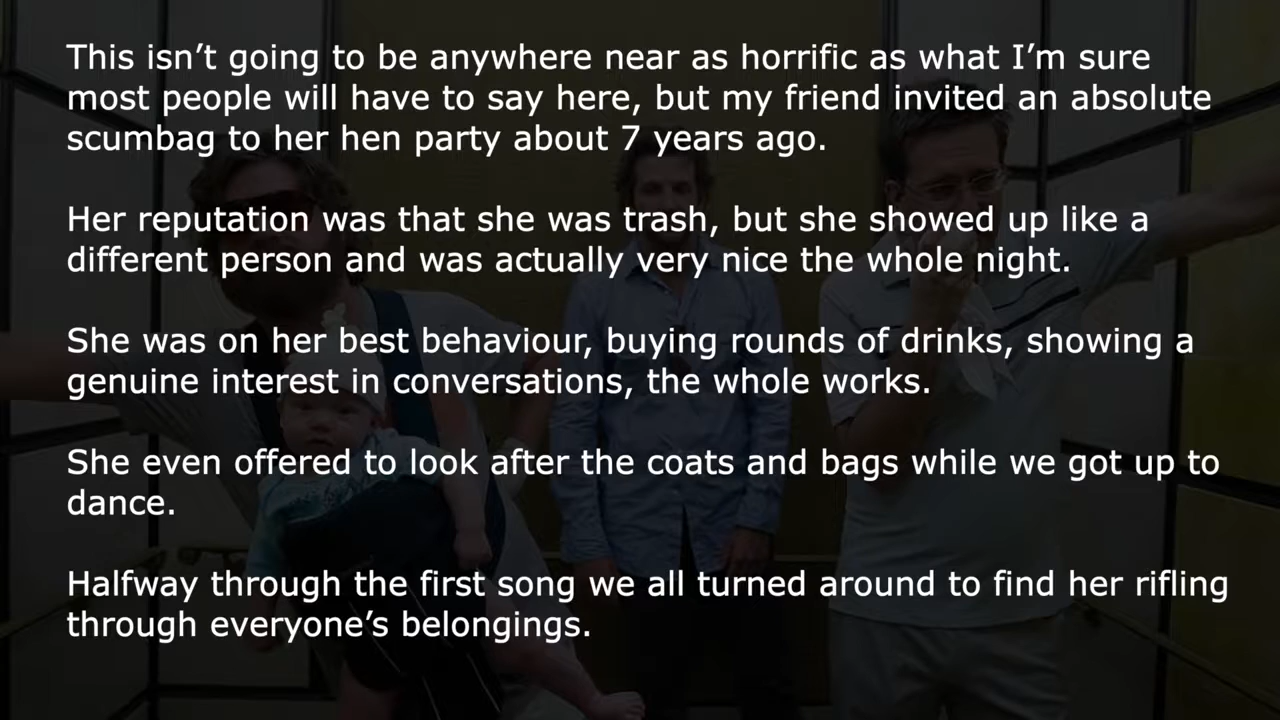 This isn’t going to be anywhere near as horrific as what I’m sure
most people will have to say here, but my friend invited an absolute
scumbag to her hen party about 7 years ago.
Her reputation was that she was trash, but she showed up like a
different person and was actually very nice the whole night.
She was on her best behaviour, buying rounds of drinks, showing a
genuine interest in conversations, the whole works.
She even offered to look after the coats and bags while we got up to
dance.
Halfway through the first song we all turned around to find her rifling
through everyone’s belongings.